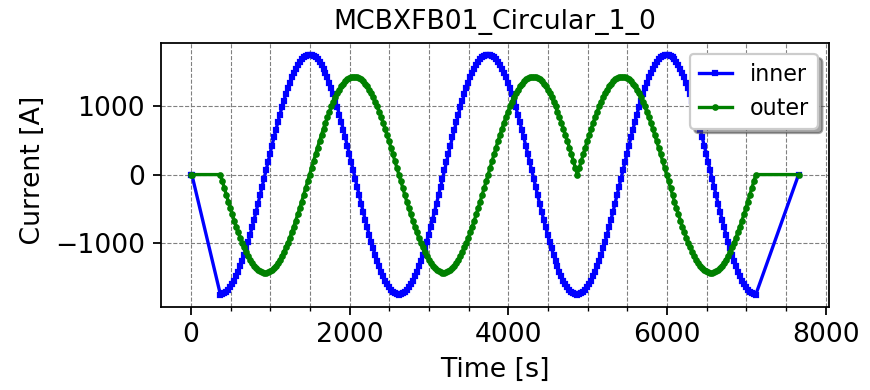 MCBXFB01_Circular_1_0
inner
outer
Current [A]
1000
0
−1000
0
2000
4000
6000
8000
Time [s]